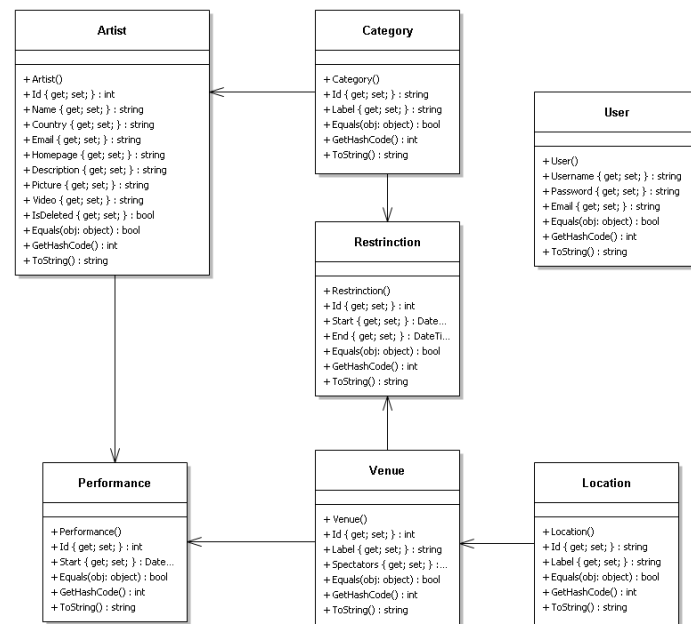 Artist
+ Artist()
+ Id { get; set; } : int
+ Name { get; set; } : string
+ Country { get; set; } : string
+ Email { get; set; } : string
+ Homepage { get; set; } : string
+ Description { get; set; } : string
+ Picture { get; set; } : string
+ Video { get; set; } : string
+ IsDeleted { get; set; } : bool
+ Equals(obj: object) : bool
+ GetHashCode() : int
+ ToString() : string
Category
+ Category()
+ Id { get; set; } : string
+ Label { get; set; } : string
+ Equals(obj: object) : bool
+ GetHashCode() : int
+ ToString() : string
User
+ User()
+ Username { get; set; } : string
+ Password { get; set; } : string
+ Email { get; set; } : string
+ Equals(obj: object) : bool
+ GetHashCode() : int
+ ToString() : string
Restrinction
+ Restrinction()
+ Id { get; set; } : int
+ Start { get; set; } : Date...
+ End { get; set; } : DateTi...
+ Equals(obj: object) : bool
+ GetHashCode() : int
+ ToString() : string
Performance
+ Performance()
+ Id { get; set; } : int
+ Start { get; set; } : Date...
+ Equals(obj: object) : bool
+ GetHashCode() : int
+ ToString() : string
Venue
+ Venue()
+ Id { get; set; } : int
+ Label { get; set; } : string
+ Spectators { get; set; } :...
+ Equals(obj: object) : bool
+ GetHashCode() : int
+ ToString() : string
Location
+ Location()
+ Id { get; set; } : string
+ Label { get; set; } : string
+ Equals(obj: object) : bool
+ GetHashCode() : int
+ ToString() : string